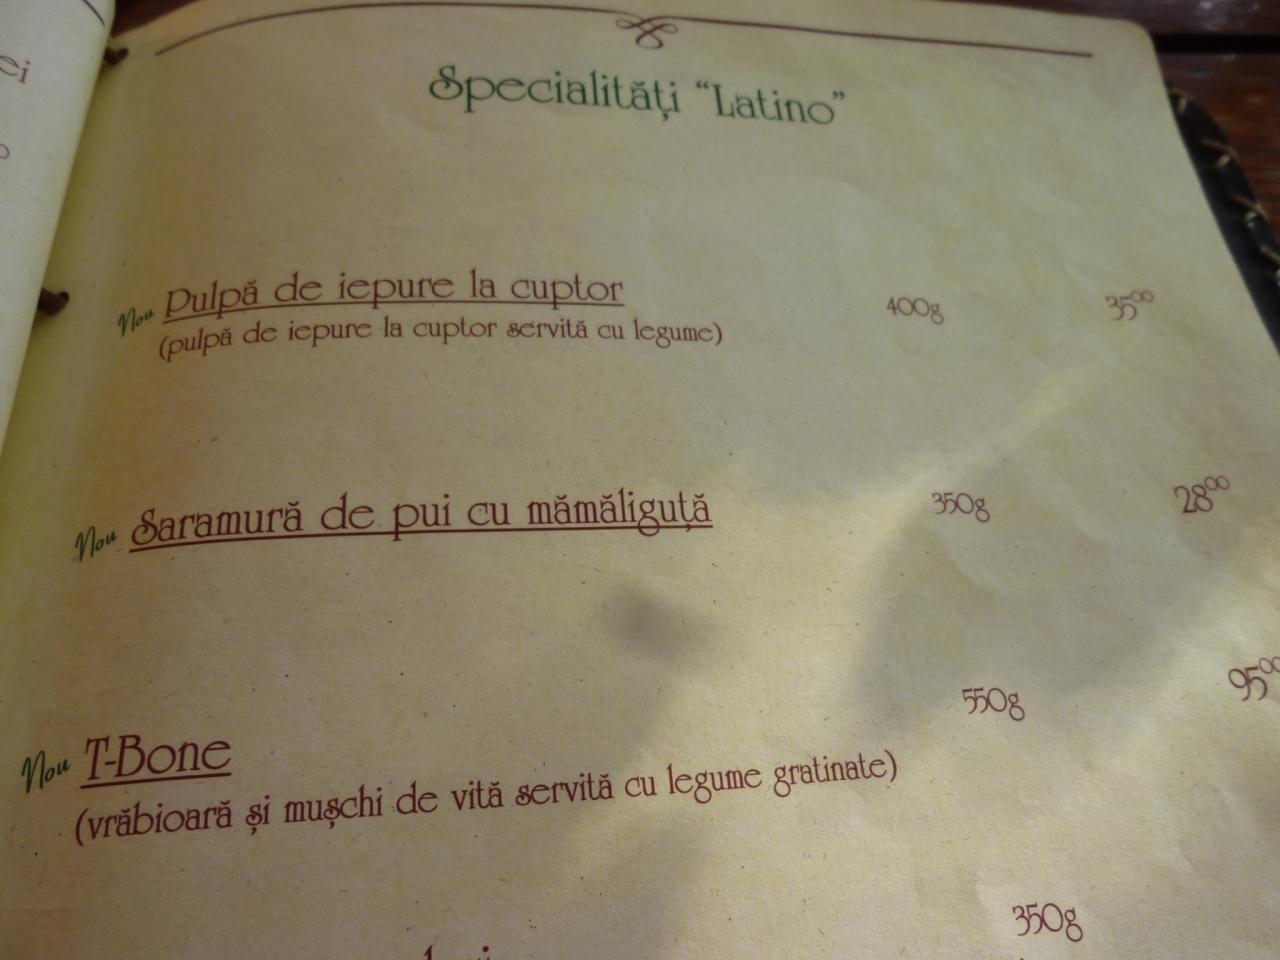 Specialități "Latino"
Nou Pulpă de iepure la cuptor 400g 35⁰⁰
(pulpă de iepure la cuptor servită cu legume)
Nou Saramură de pui cu mămăliguță 350g 28⁰⁰
Nou T-Bone 550g 95⁰⁰
(vrăbioară și mușchi de vită servită cu legume gratinate)
350g